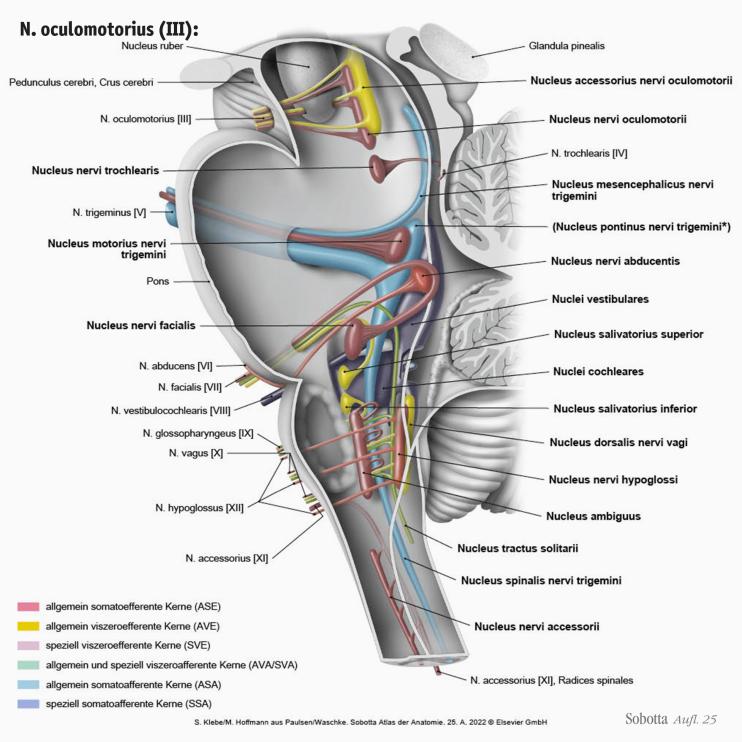 N. oculomotorius (III):
Nucleus ruber
Pedunculus cerebri, Crus cerebri
N. oculomotorius [III]
Nucleus nervi trochlearis
N. trigeminus [V]
Nucleus motorius nervi
trigemini
Pons
Nucleus nervi facialis
N. abducens [VI]
N. facialis [VII]
N. vestibulocochlearis [VIII]
N. glossopharyngeus [IX]
N. vagus [X]
N. hypoglossus [XII]
N. accessorius [XI]
Glandula pinealis
Nucleus accessorius nervi oculomotorii
Nucleus nervi oculomotorii
N. trochlearis [IV]
Nucleus mesencephalicus nervi
trigemini
(Nucleus pontinus nervi trigemini*)
Nucleus nervi abducentis
Nuclei vestibulares
Nucleus salivatorius superior
Nuclei cochleares
Nucleus salivatorius inferior
Nucleus dorsalis nervi vagi
Nucleus nervi hypoglossi
Nucleus ambiguus
Nucleus tractus solitarii
Nucleus spinalis nervi trigemini
Nucleus nervi accessorii
N. accessorius [XI], Radices spinales
allgemein somatoefferente Kerne (ASE)
allgemein viszeroefferente Kerne (AVE)
speziell viszeroefferente Kerne (SVE)
allgemein und speziell viszeroafferente Kerne (AVA/SVA)
allgemein somatoafferente Kerne (ASA)
speziell somatoafferente Kerne (SSA)
S. Klebe/M. Hoffmann aus Paulsen/Waschke. Sobotta Atlas der Anatomie. 25. A. 2022 © Elsevier GmbH
Sobotta Aufl. 25